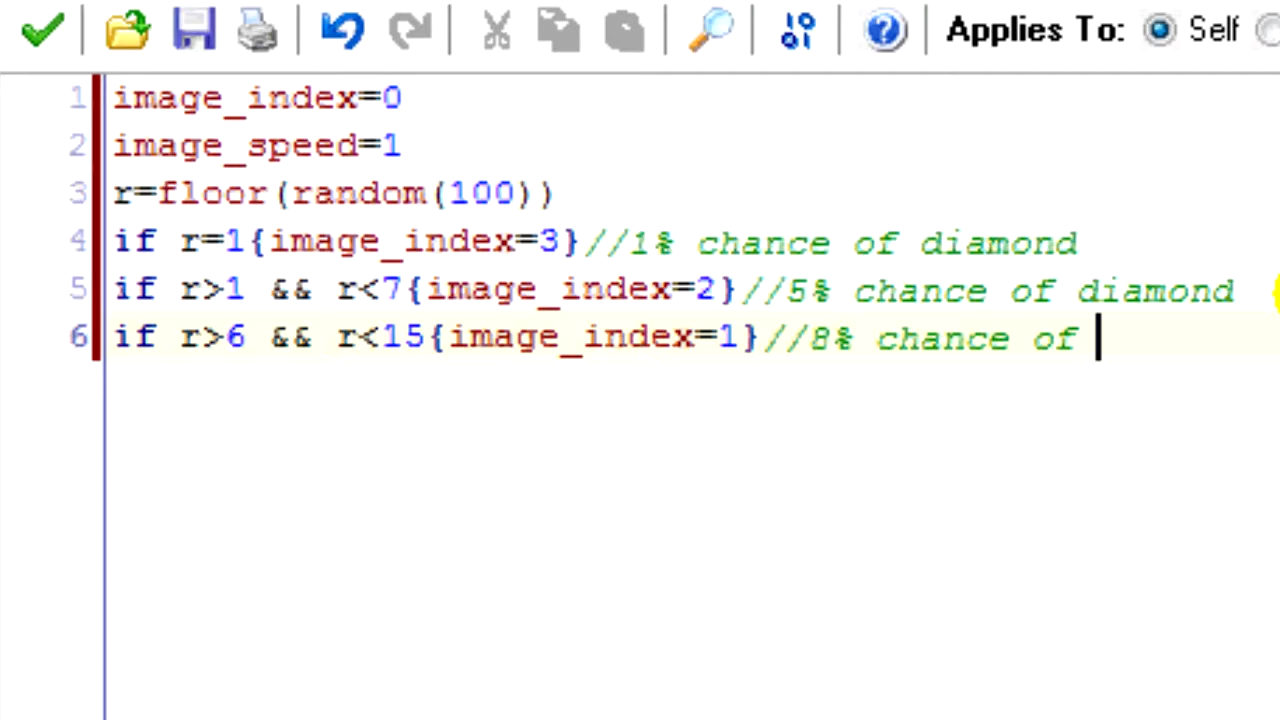 Applies To: Self
1 image_index=0
2 image_speed=1
3 r=floor(random(100))
4 if r=1{image_index=3}//1% chance of diamond
5 if r>1 && r<7{image_index=2}//5% chance of diamond
6 if r>6 && r<15{image_index=1}//8% chance of